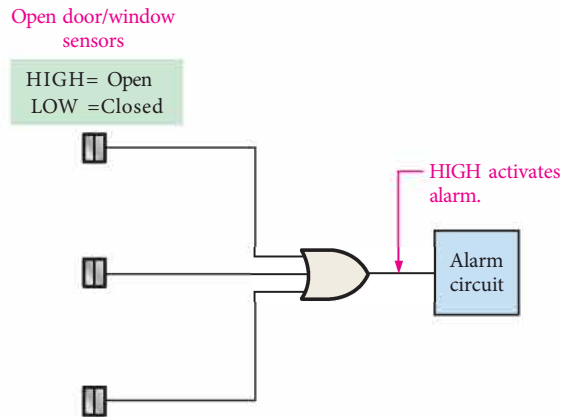 Open door/window
sensors
HIGH= Open
LOW =Closed
HIGH activates
alarm.
Alarm
circuit